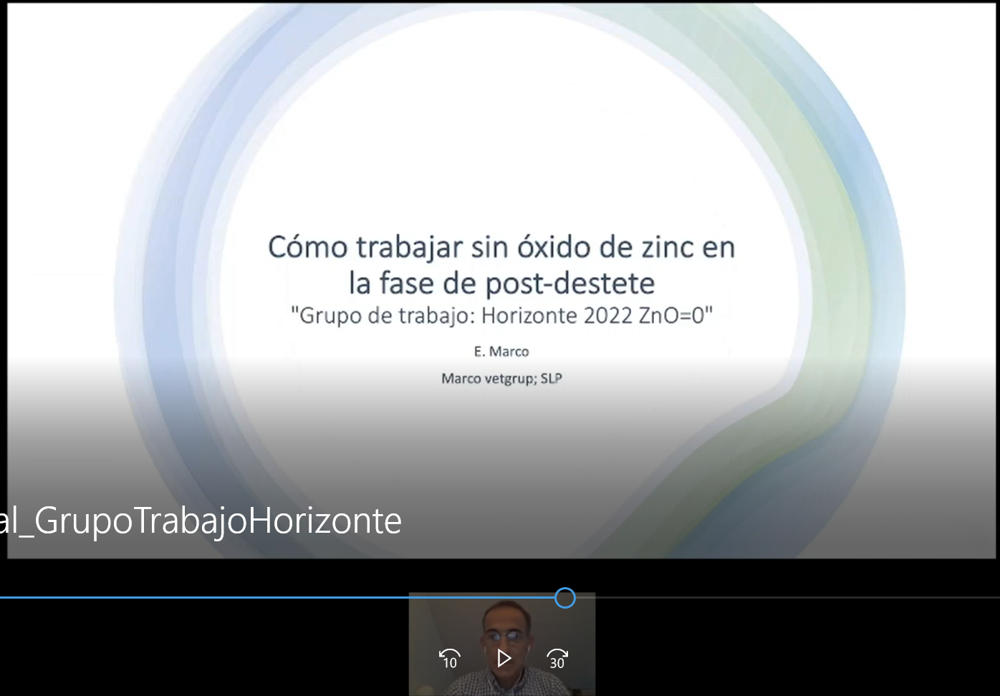 Cómo trabajar sin óxido de zinc en
la fase de post-destete
"Grupo de trabajo: Horizonte 2022 ZnO=0"
E. Marco
Marco vetgrup; SLP
al_GrupoTrabajoHorizonte
10
30